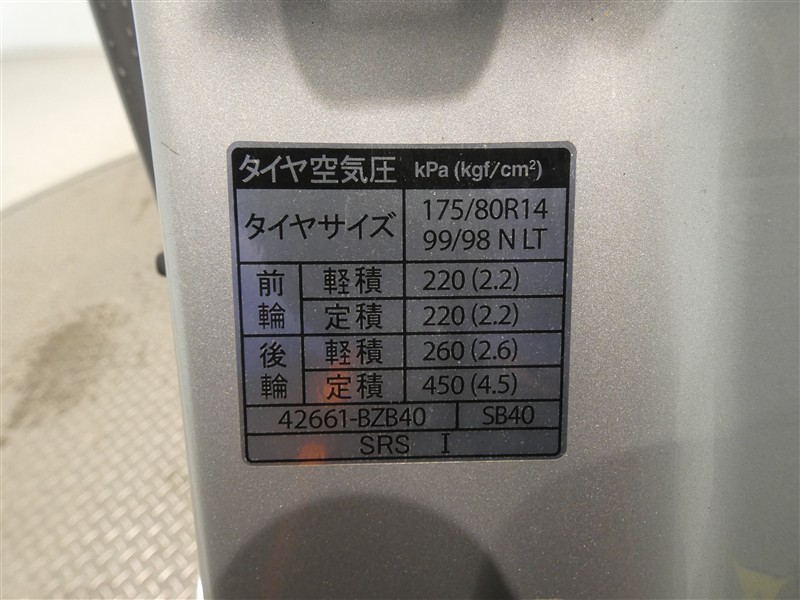 タイヤ空気圧 kPa (kgf/cm²)
タイヤサイズ 175/80R14
99/98 N LT
前輪 軽積 220 (2.2)
定積 220 (2.2)
後輪 軽積 260 (2.6)
定積 450 (4.5)
42661-BZB40 SB40
SRS I